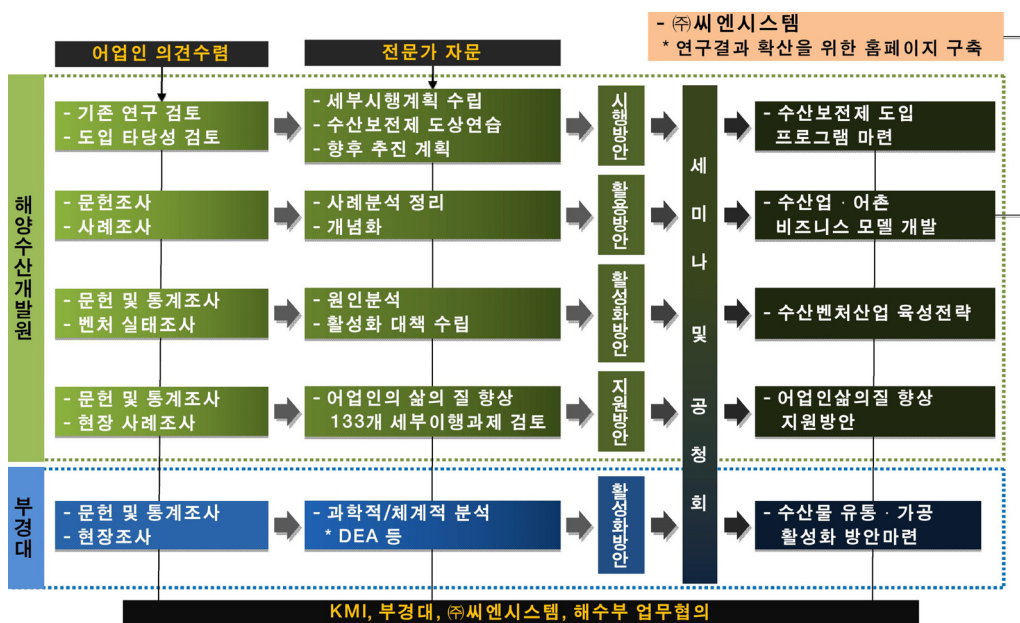 어업인 의견수렴
전문가 자문
- ㈜씨엔시스템
* 연구결과 확산을 위한 홈페이지 구축
해양수산개발원
- 기존 연구 검토
- 도입 타당성 검토
- 세부시행계획 수립
- 수산보전제 도상연습
- 향후 추진 계획
시행방안
세미나 및 공청회
- 수산보전제 도입
프로그램 마련
- 문헌조사
- 사례조사
- 사례분석 정리
- 개념화
활용방안
- 수산업 · 어촌
비즈니스 모델 개발
- 문헌 및 통계조사
- 벤처 실태조사
- 원인분석
- 활성화 대책 수립
활성화방안
- 수산벤처산업 육성전략
- 문헌 및 통계조사
- 현장 사례조사
- 어업인의 삶의 질 향상
133개 세부이행과제 검토
지원방안
- 어업인삶의질 향상
지원방안
부경대
- 문헌 및 통계조사
- 현장조사
- 과학적/체계적 분석
* DEA 등
활성화방안
- 수산물 유통 · 가공
활성화 방안마련
KMI, 부경대, ㈜씨엔시스템, 해수부 업무협의